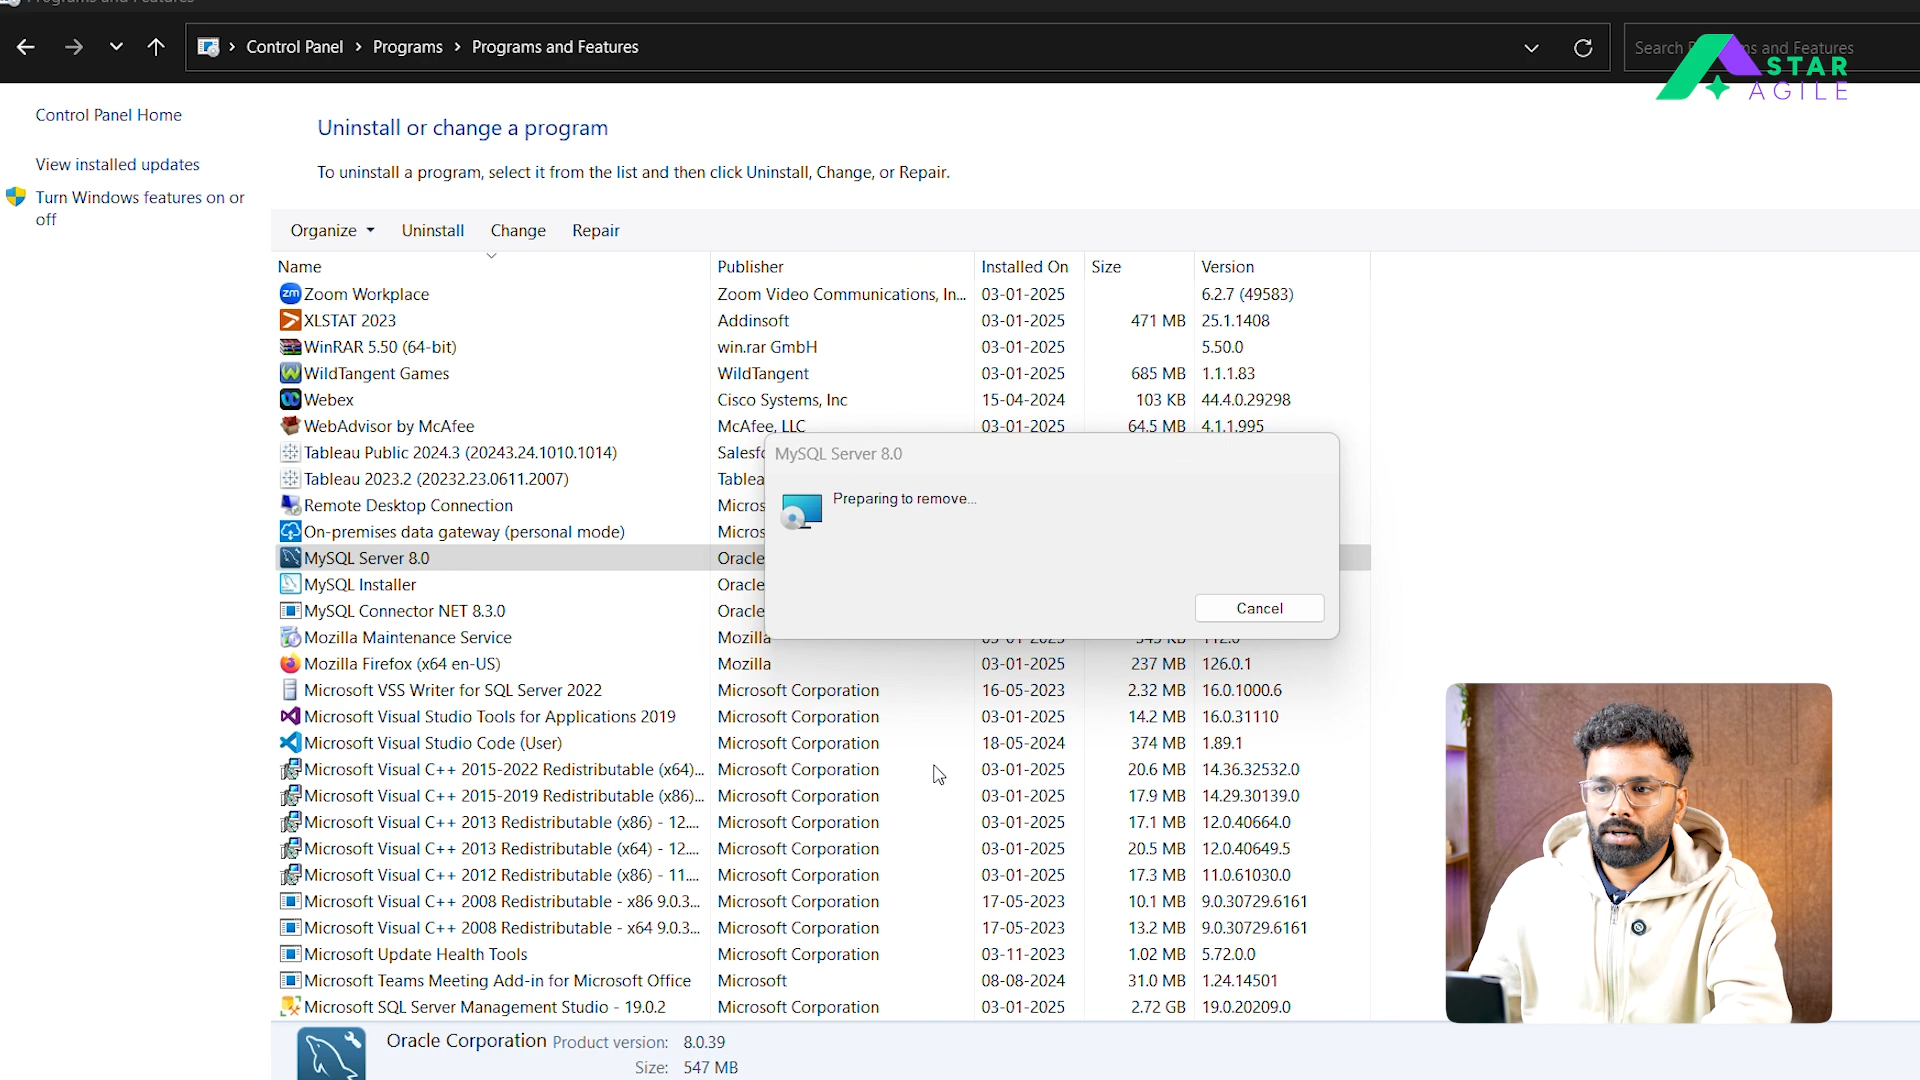 Programs and Features
Control Panel > Programs > Programs and Features
Search
ns and Features
STAR
AGILE
Control Panel Home
View installed updates
Turn Windows features on or
off
Uninstall or change a program
To uninstall a program, select it from the list and then click Uninstall, Change, or Repair.
Organize Uninstall Change Repair
Name Publisher Installed On Size Version
zm Zoom Workplace Zoom Video Communications, In... 03-01-2025 6.2.7 (49583)
XLSTAT 2023 Addinsoft 03-01-2025 471 MB 25.1.1408
WinRAR 5.50 (64-bit) win.rar GmbH 03-01-2025 5.50.0
WildTangent Games WildTangent 03-01-2025 685 MB 1.1.1.83
Webex Cisco Systems, Inc 15-04-2024 103 KB 44.4.0.29298
WebAdvisor by McAfee McAfee, LLC 03-01-2025 64.5 MB 4.1.1.995
Tableau Public 2024.3 (20243.24.1010.1014) Salesfo
Tableau 2023.2 (20232.23.0611.2007) Tablea
Remote Desktop Connection Micros
On-premises data gateway (personal mode) Micros
MySQL Server 8.0 Oracle
MySQL Installer Oracle
MySQL Connector NET 8.3.0 Oracle
MySQL Server 8.0
Preparing to remove...
Cancel
Mozilla Maintenance Service Mozilla
Mozilla Firefox (x64 en-US) Mozilla 03-01-2025 237 MB 126.0.1
Microsoft VSS Writer for SQL Server 2022 Microsoft Corporation 16-05-2023 2.32 MB 16.0.1000.6
Microsoft Visual Studio Tools for Applications 2019 Microsoft Corporation 03-01-2025 14.2 MB 16.0.31110
Microsoft Visual Studio Code (User) Microsoft Corporation 18-05-2024 374 MB 1.89.1
Microsoft Visual C++ 2015-2022 Redistributable (x64)... Microsoft Corporation 03-01-2025 20.6 MB 14.36.32532.0
Microsoft Visual C++ 2015-2019 Redistributable (x86)... Microsoft Corporation 03-01-2025 17.9 MB 14.29.30139.0
Microsoft Visual C++ 2013 Redistributable (x86) - 12.... Microsoft Corporation 03-01-2025 17.1 MB 12.0.40664.0
Microsoft Visual C++ 2013 Redistributable (x64) - 12.... Microsoft Corporation 03-01-2025 20.5 MB 12.0.40649.5
Microsoft Visual C++ 2012 Redistributable (x86) - 11.... Microsoft Corporation 03-01-2025 17.3 MB 11.0.61030.0
Microsoft Visual C++ 2008 Redistributable - x86 9.0.3... Microsoft Corporation 17-05-2023 10.1 MB 9.0.30729.6161
Microsoft Visual C++ 2008 Redistributable - x64 9.0.3... Microsoft Corporation 17-05-2023 13.2 MB 9.0.30729.6161
Microsoft Update Health Tools Microsoft Corporation 03-11-2023 1.02 MB 5.72.0.0
Microsoft Teams Meeting Add-in for Microsoft Office Microsoft 08-08-2024 31.0 MB 1.24.14501
Microsoft SQL Server Management Studio - 19.0.2 Microsoft Corporation 03-01-2025 2.72 GB 19.0.20209.0
Oracle Corporation Product version: 8.0.39
Size: 547 MB